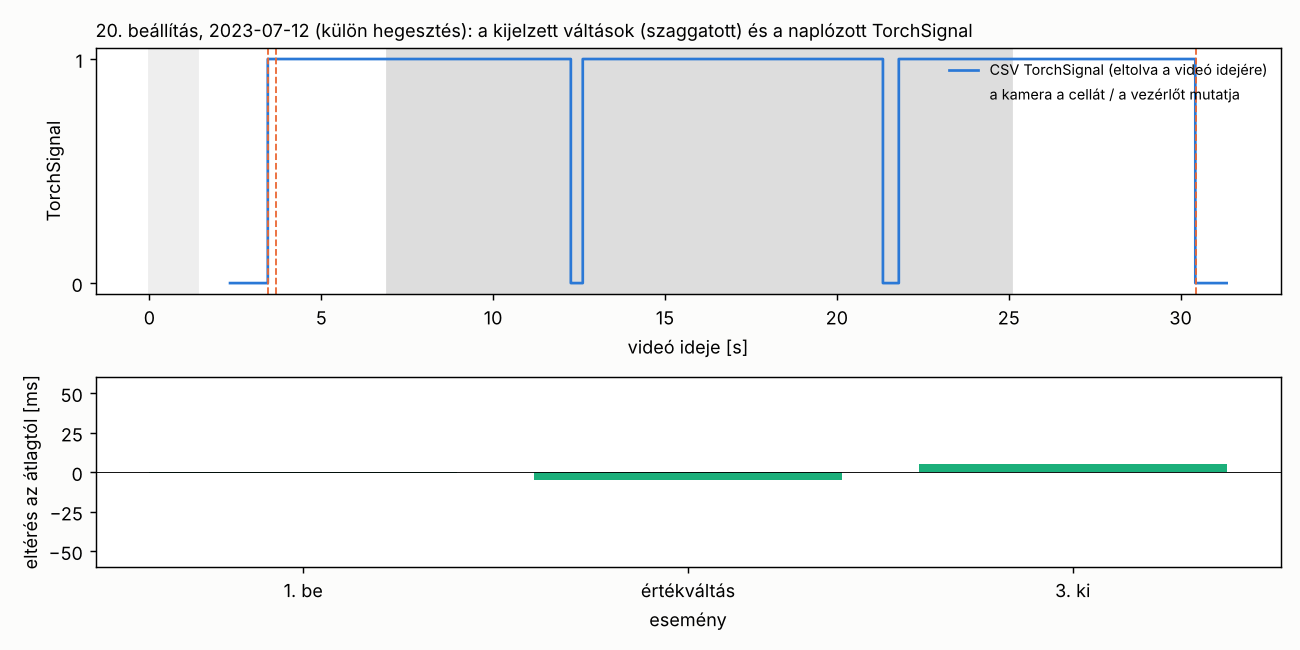 20. beállítás, 2023-07-12 (külön hegesztés): a kijelzett váltások (szaggatott) és a naplózott TorchSignal
TorchSignal
1
0
CSV TorchSignal (eltolva a videó idejére)
a kamera a cellát / a vezérlőt mutatja
0 5 10 15 20 25 30
videó ideje [s]
eltérés az átlagtól [ms]
50
25
0
−25
−50
1. be értékváltás 3. ki
esemény